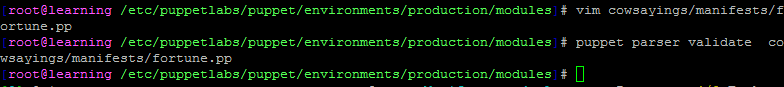 [root@learning /etc/puppetlabs/puppet/environments/production/modules]# vim cowsayings/manifests/f
ortune.pp
[root@learning /etc/puppetlabs/puppet/environments/production/modules]# puppet parser validate  co
wsayings/manifests/fortune.pp
[root@learning /etc/puppetlabs/puppet/environments/production/modules]#